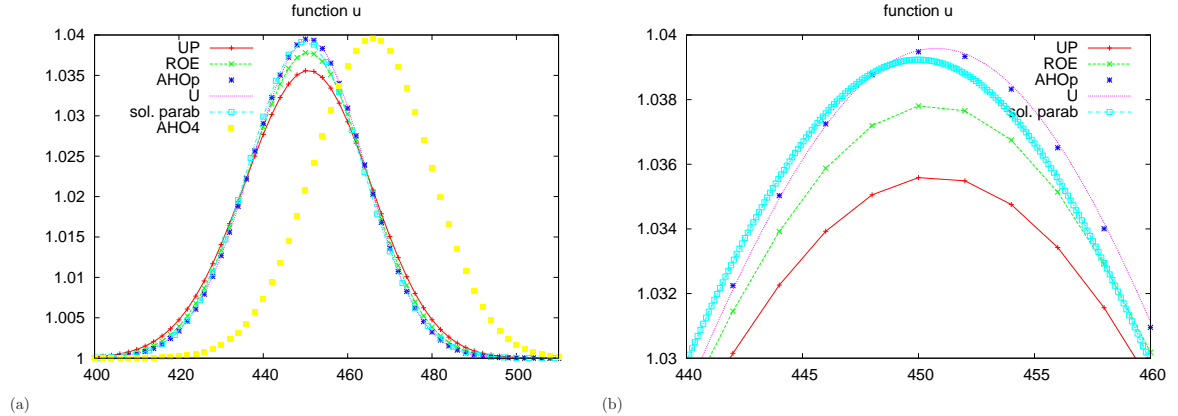 function u
1.04
1.035
1.03
1.025
1.02
1.015
1.01
1.005
1
400
420
440
460
480
500
UP
ROE
AHOp
U
sol. parab
AHO4
(a)
function u
1.04
1.038
1.036
1.034
1.032
1.03
440
445
450
455
460
UP
ROE
AHOp
U
sol. parab
(b)